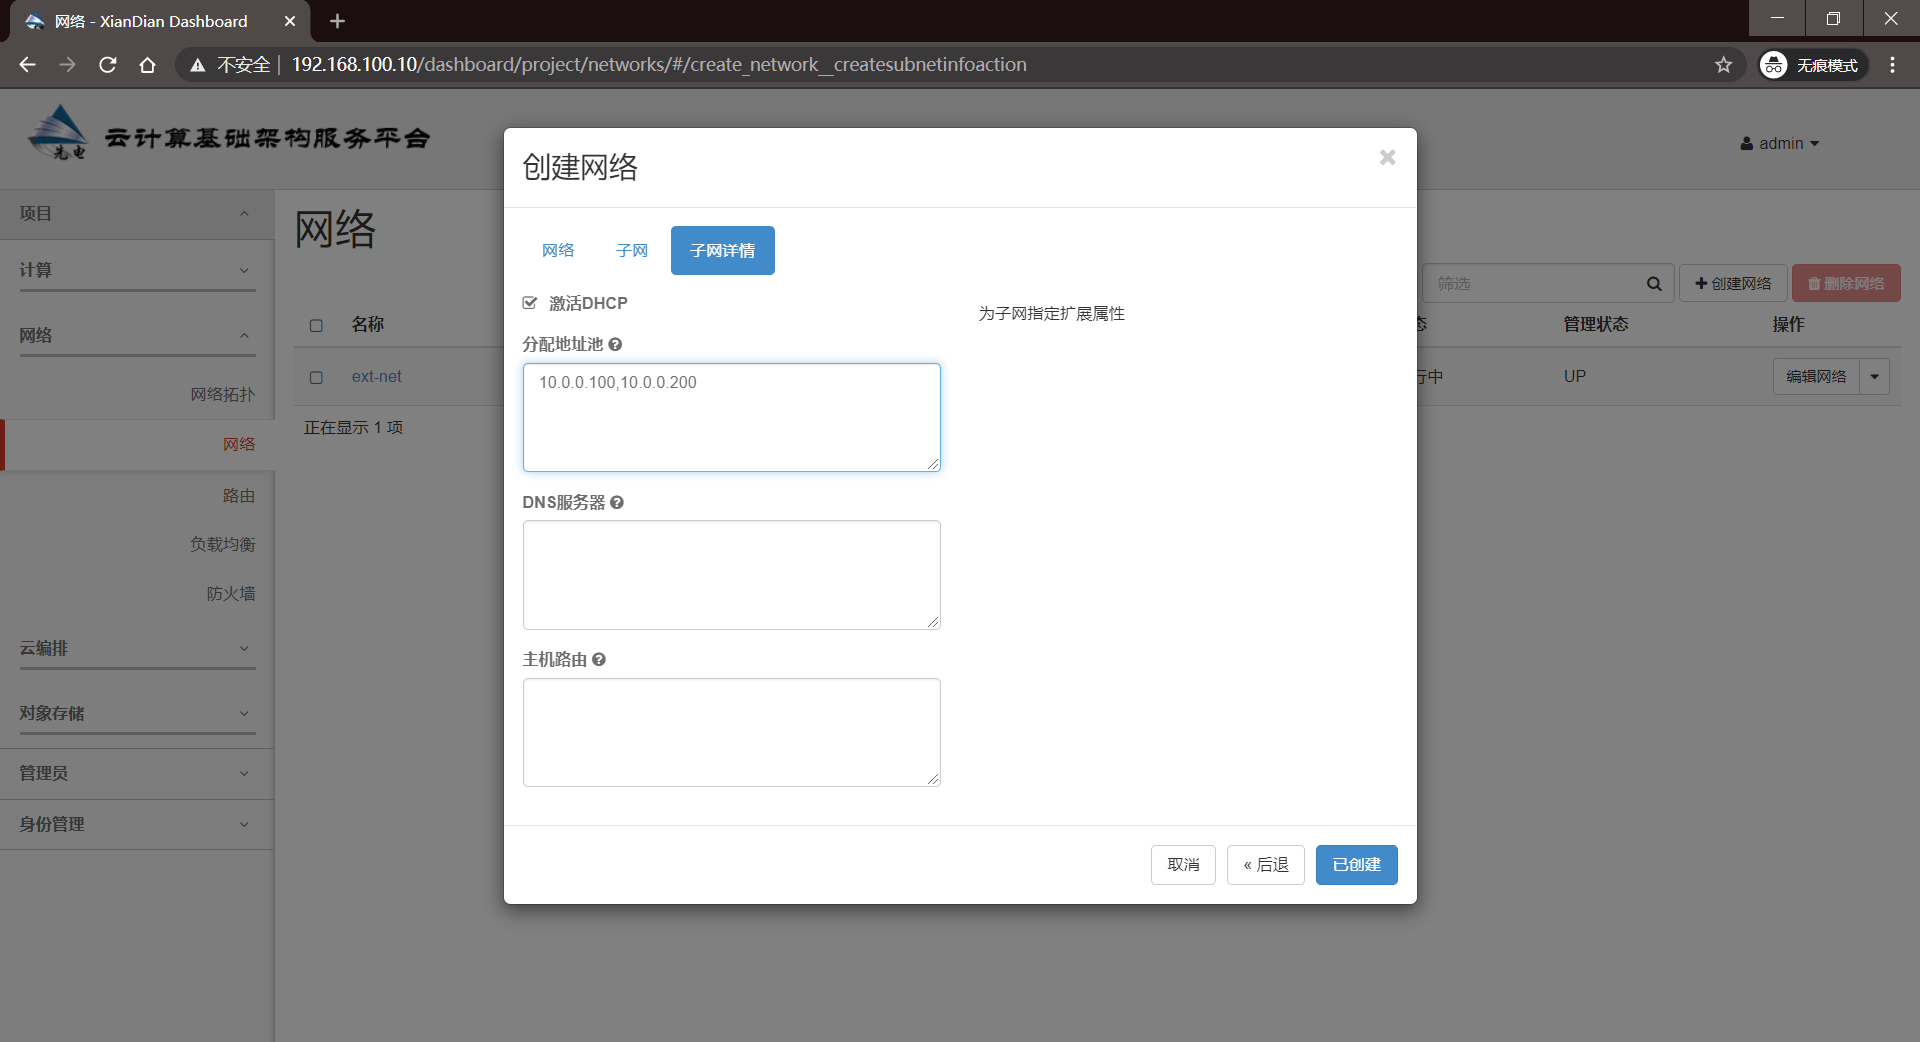 网络 - XianDian Dashboard
不安全 192.168.100.10/dashboard/project/networks/#/create_network__createsubnetinfoaction
无痕模式
先电 云计算基础架构服务平台
admin
项目
计算
网络
网络拓扑
网络
路由
负载均衡
防火墙
云编排
对象存储
管理员
身份管理
网络
筛选
创建网络
删除网络
名称
态
管理状态
操作
ext-net
行中
UP
编辑网络
正在显示 1 项
创建网络
网络
子网
子网详情
激活DHCP
为子网指定扩展属性
分配地址池
10.0.0.100,10.0.0.200
DNS服务器
主机路由
取消
« 后退
已创建